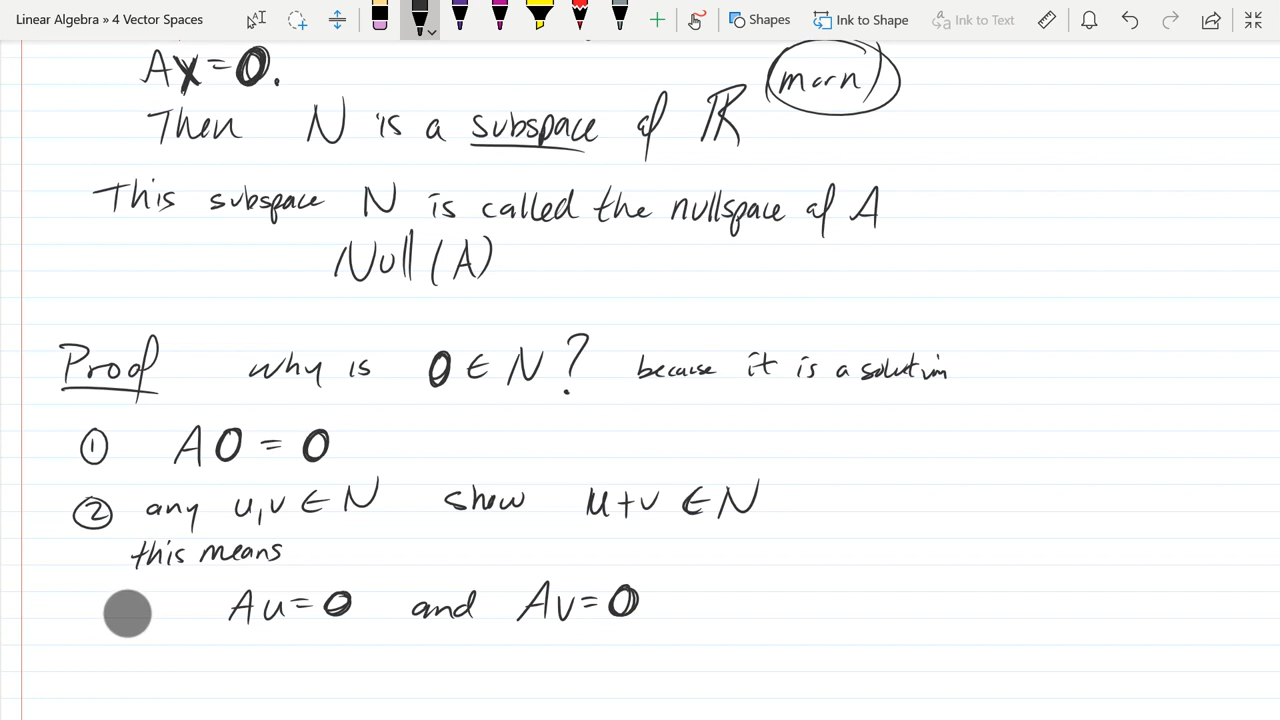 Linear Algebra » 4 Vector Spaces
Shapes
Ink to Shape
Ink to Text
Ax=0.
Then N is a subspace of ℝ (m or n)
This subspace N is called the nullspace of A
Null(A)
Proof why is 0 ∈ N? because it is a solution
① A0 = 0
② any u,v ∈ N show u+v ∈ N
this means
Au=0 and Av=0